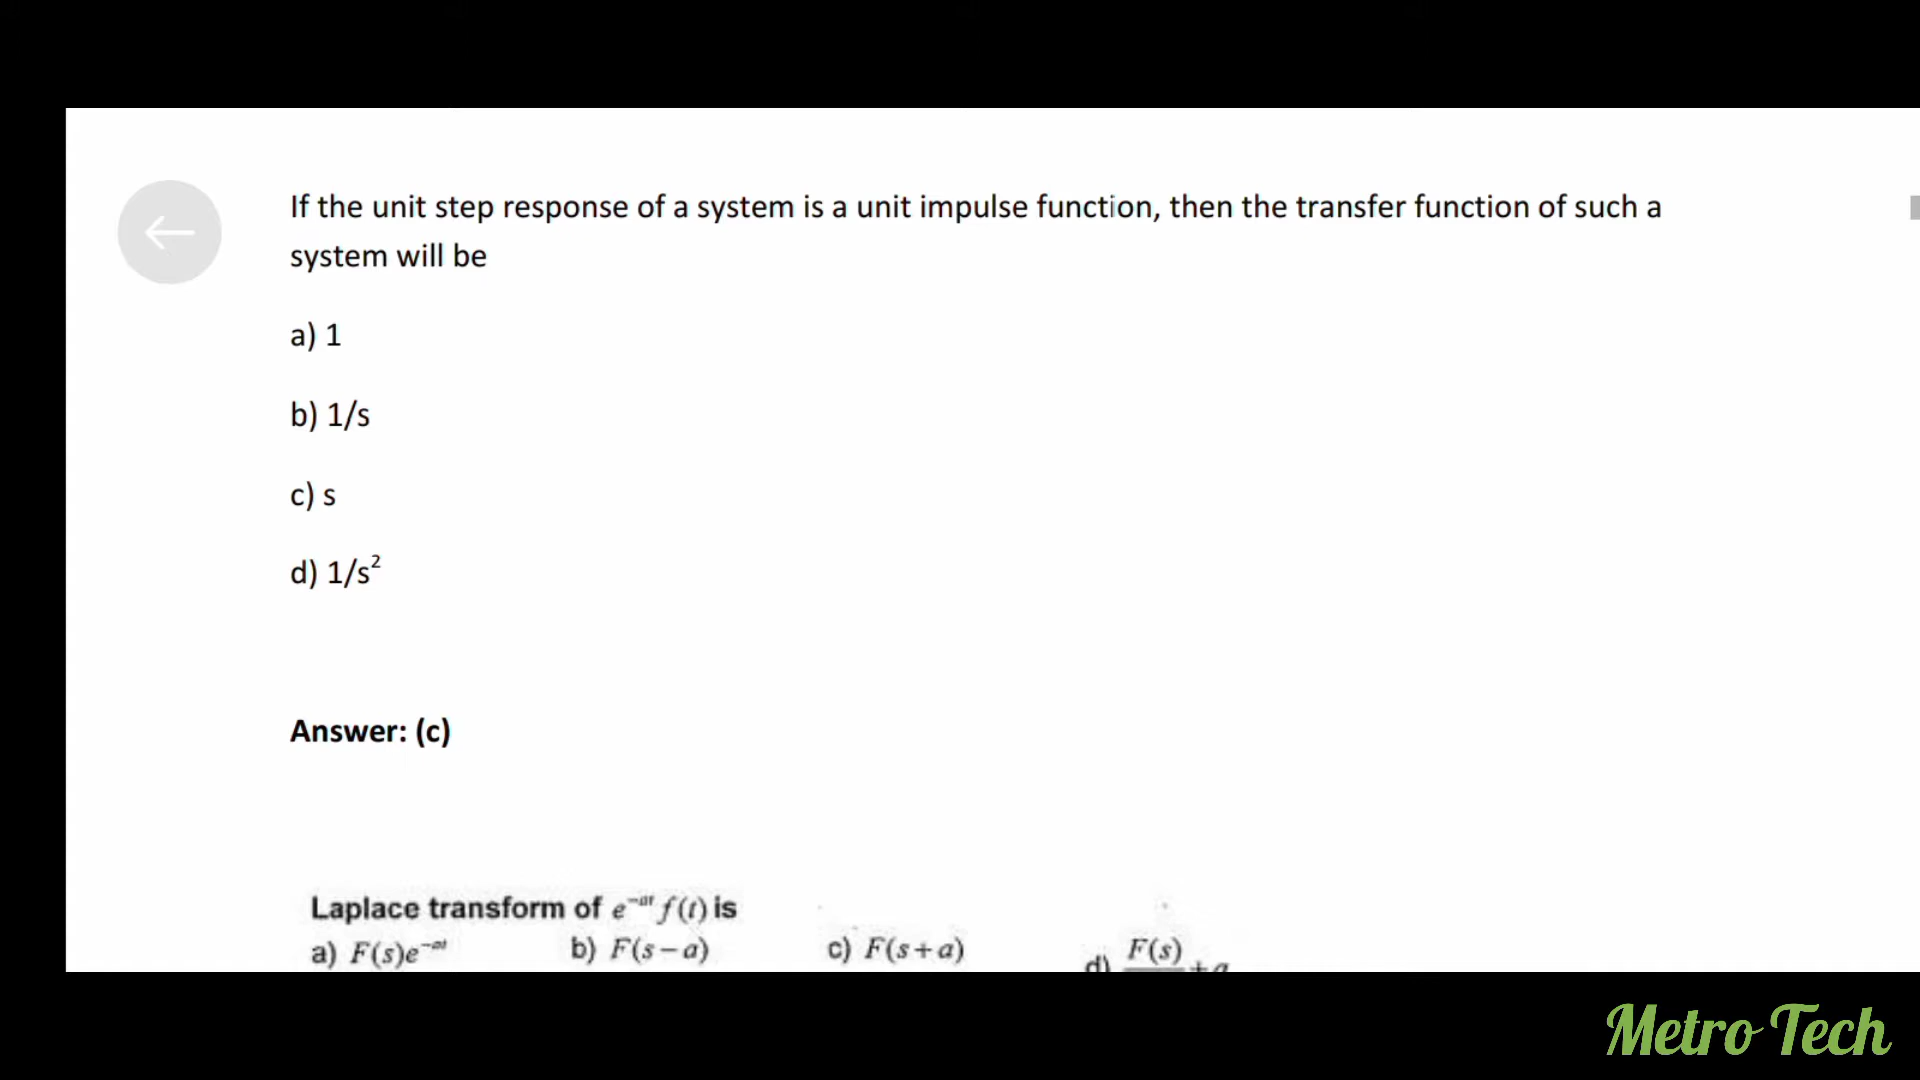 If the unit step response of a system is a unit impulse function, then the transfer function of such a
system will be
a) 1
b) 1/s
c) s
d) 1/s²
Answer: (c)
Laplace transform of e⁻ᵃᵗ f(t) is
a) F(s)e⁻ᵃᵗ b) F(s−a) c) F(s+a) d) F(s) + a
Metro Tech